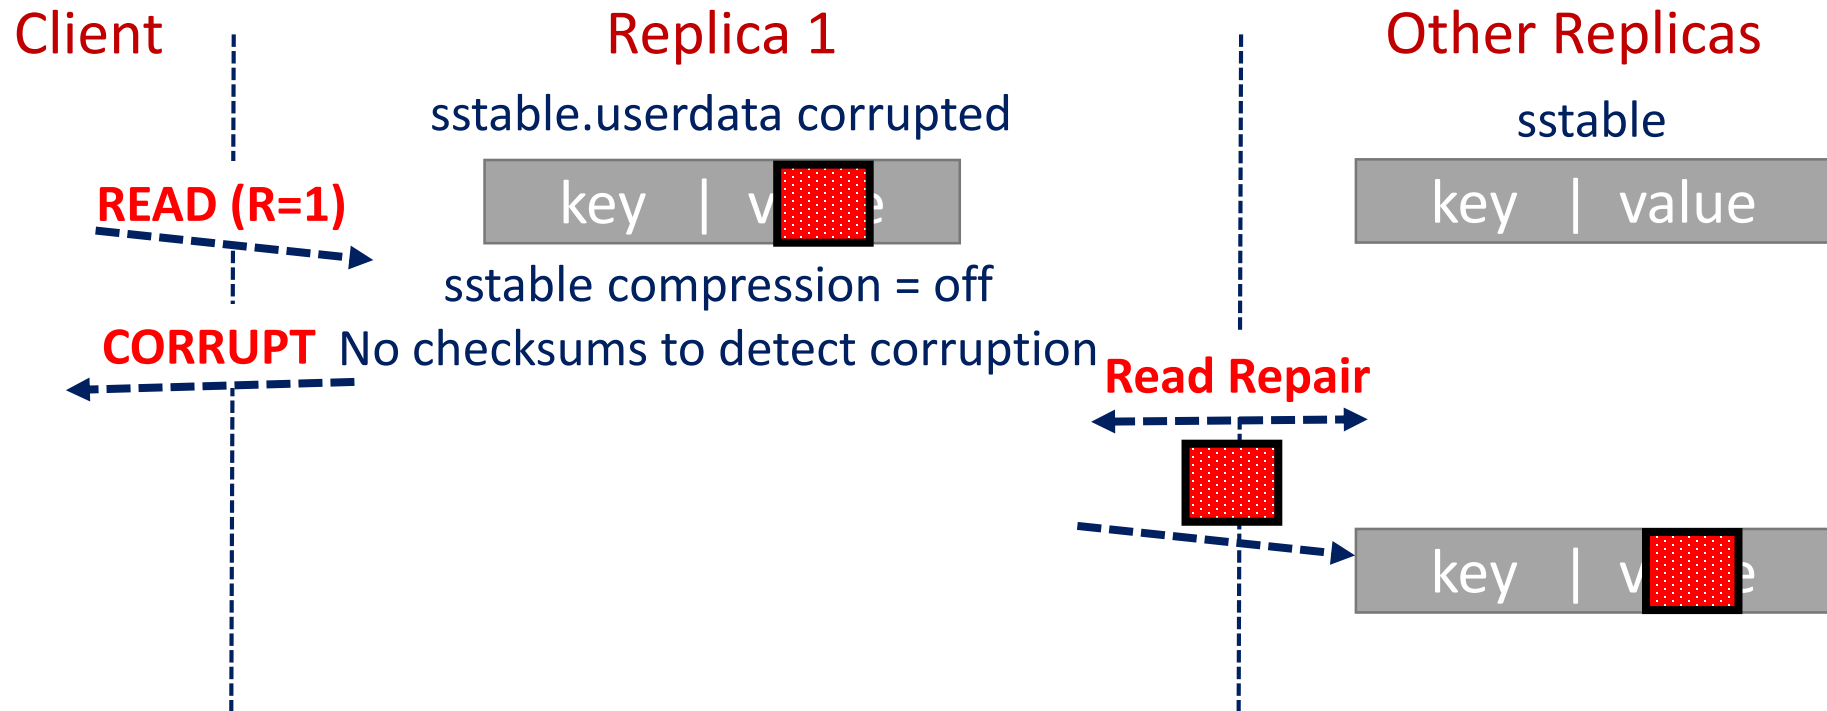 Client
Replica 1
Other Replicas
sstable.userdata corrupted
sstable
READ (R=1)
key |
key | value
sstable compression = off
CORRUPT
No checksums to detect corruption
Read Repair
key |